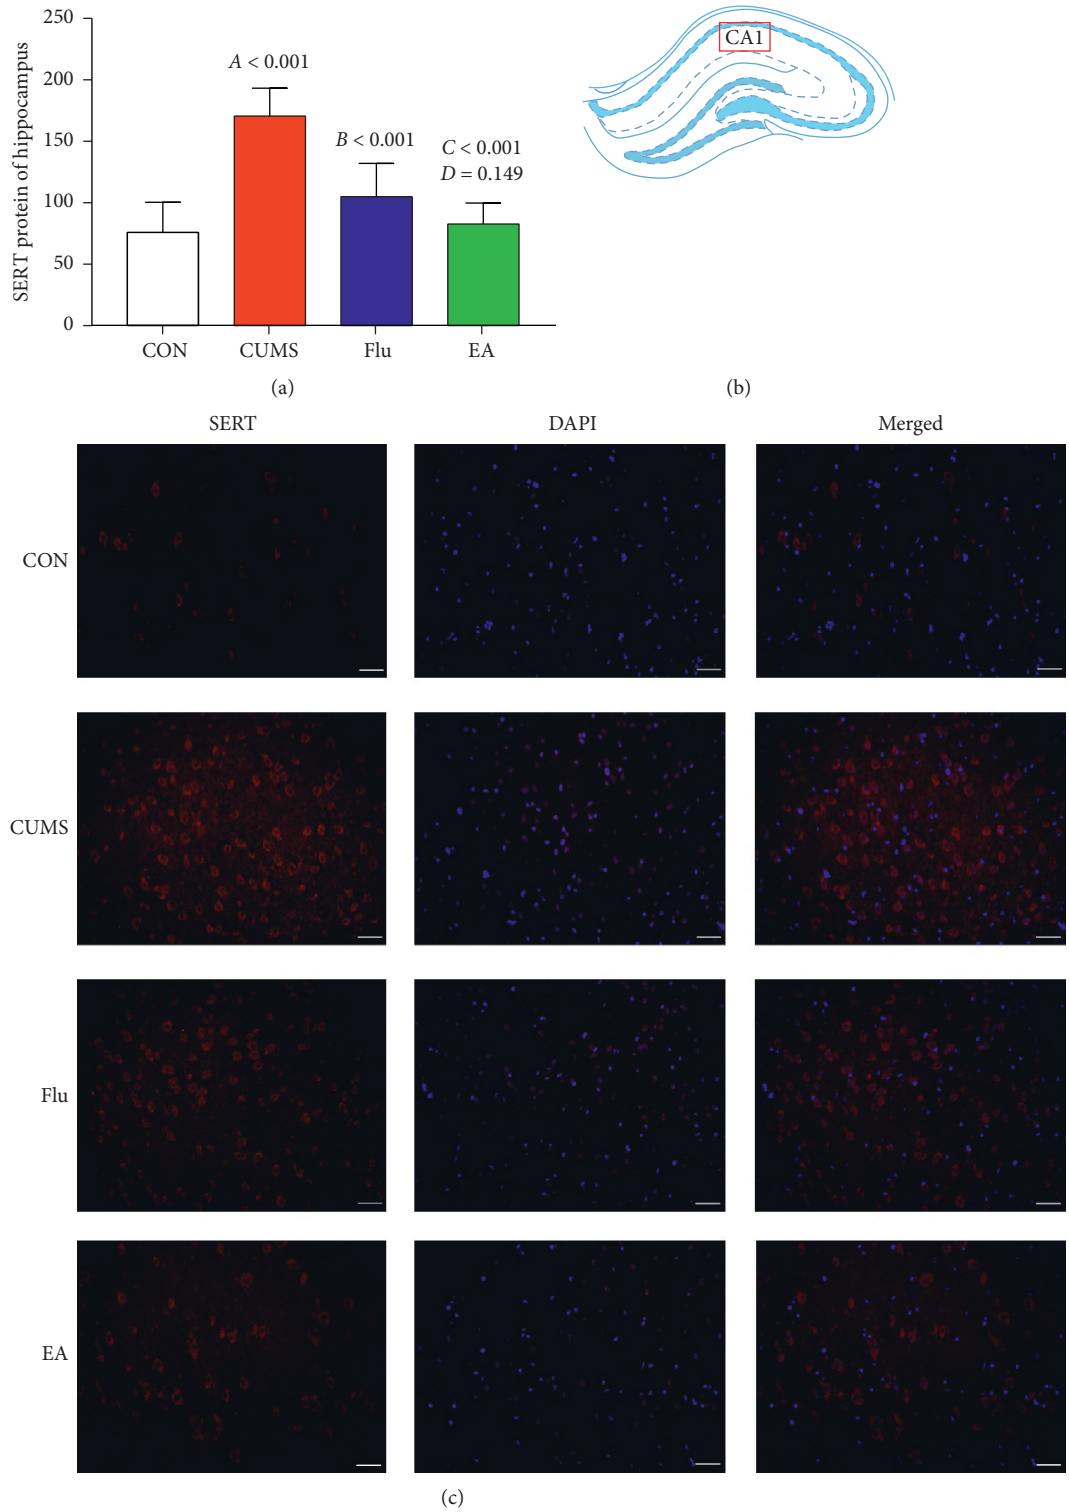 250
200
150
100
50
0
SERT protein of hippocampus
A < 0.001
B < 0.001
C < 0.001
D = 0.149
CON CUMS Flu EA
(a)
CA1
(b)
SERT DAPI Merged
CON
CUMS
Flu
EA
(c)